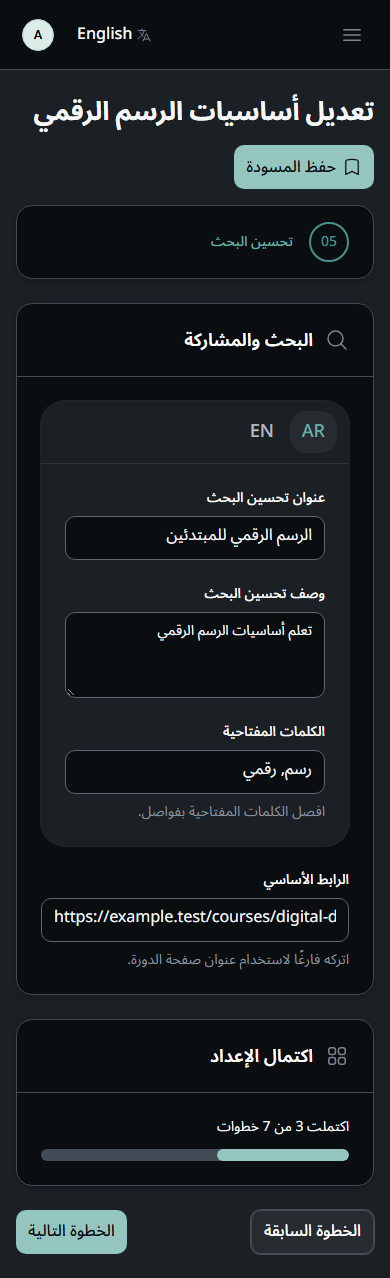 A
English
تعديل أساسيات الرسم الرقمي
حفظ المسودة
05
تحسين البحث
البحث والمشاركة
AR
EN
عنوان تحسين البحث
الرسم الرقمي للمبتدئين
وصف تحسين البحث
تعلم أساسيات الرسم الرقمي
الكلمات المفتاحية
رسم, رقمي
افصل الكلمات المفتاحية بفواصل.
الرابط الأساسي
https://example.test/courses/digital-d
اتركه فارغًا لاستخدام عنوان صفحة الدورة.
اكتمال الإعداد
اكتملت 3 من 7 خطوات
الخطوة السابقة
الخطوة التالية